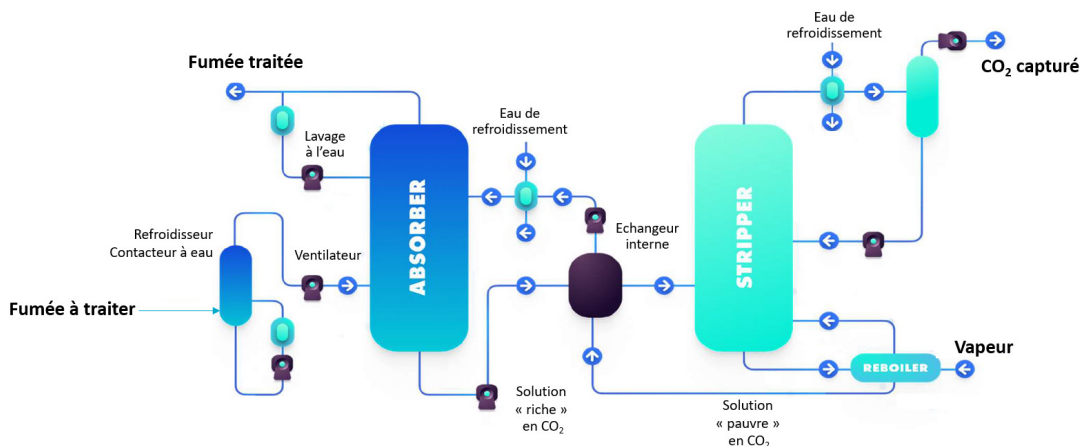 Eau de
refroidissement
CO₂ capturé
Fumée traitée
Eau de
refroidissement
Lavage
à l'eau
ABSORBER
STRIPPER
Refroidisseur
Contacteur à eau
Ventilateur
Echangeur
interne
Fumée à traiter
Vapeur
REBOILER
Solution
« riche »
en CO₂
Solution
« pauvre »
en CO₂